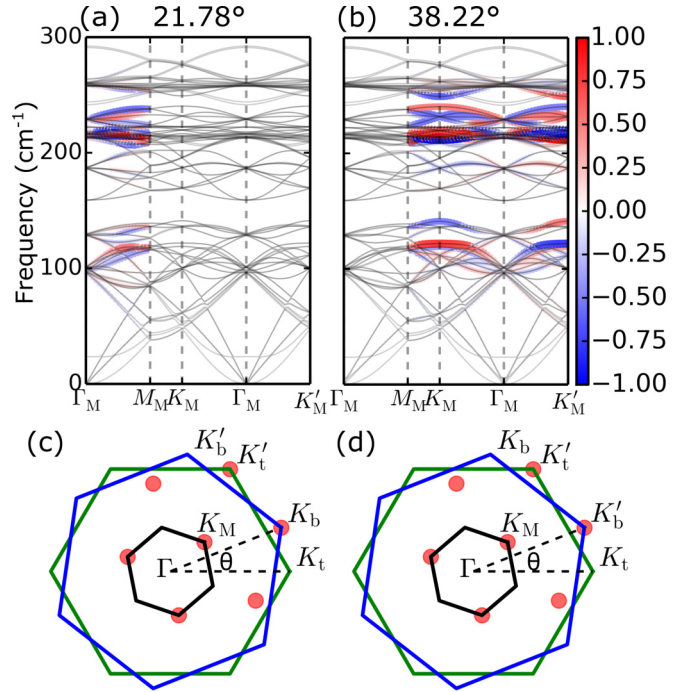 (a) 21.78° (b) 38.22°
300
200
100
0
Frequency (cm⁻¹)
Γ_M M_M K_M Γ_M K′_M
Γ_M M_M K_M Γ_M K′_M
1.00
0.75
0.50
0.25
0.00
−0.25
−0.50
−0.75
−1.00
(c) K′_b K′_t K_b K_t K_M Γ θ
(d) K_b K′_t K′_b K_t K_M Γ θ